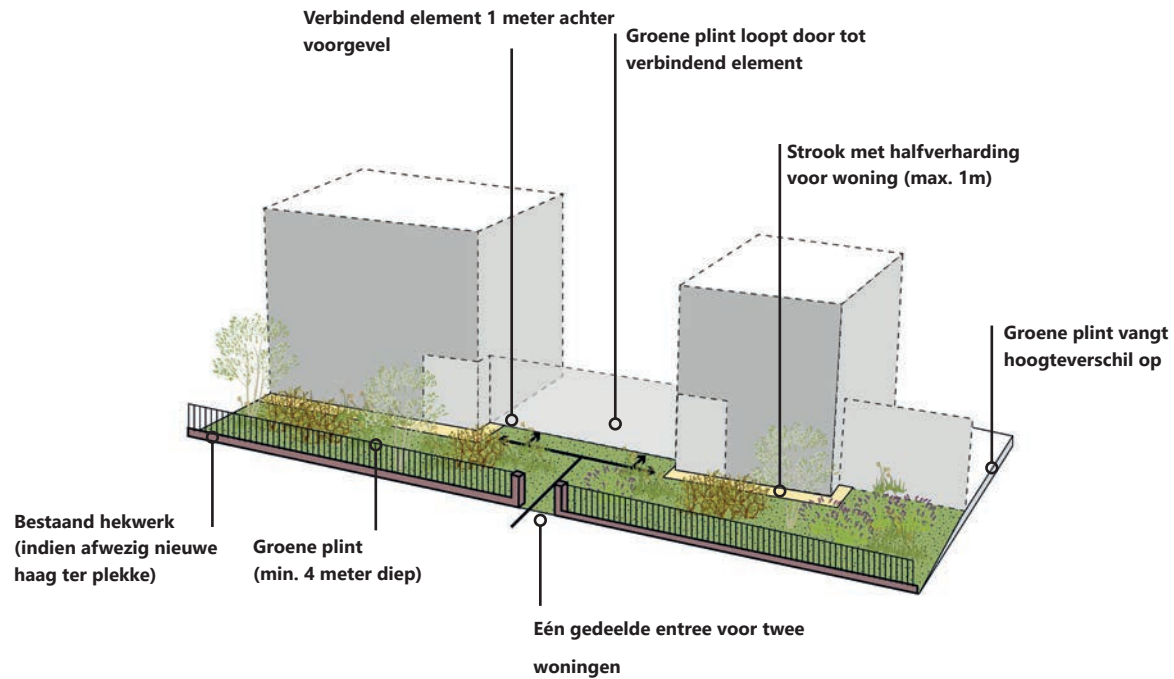 Verbindend element 1 meter achter
voorgevel
Groene plint loopt door tot
verbindend element
Strook met halfverharding
voor woning (max. 1m)
Groene plint vangt
hoogteverschil op
Bestaand hekwerk
(indien afwezig nieuwe
haag ter plekke)
Groene plint
(min. 4 meter diep)
Eén gedeelde entree voor twee
woningen